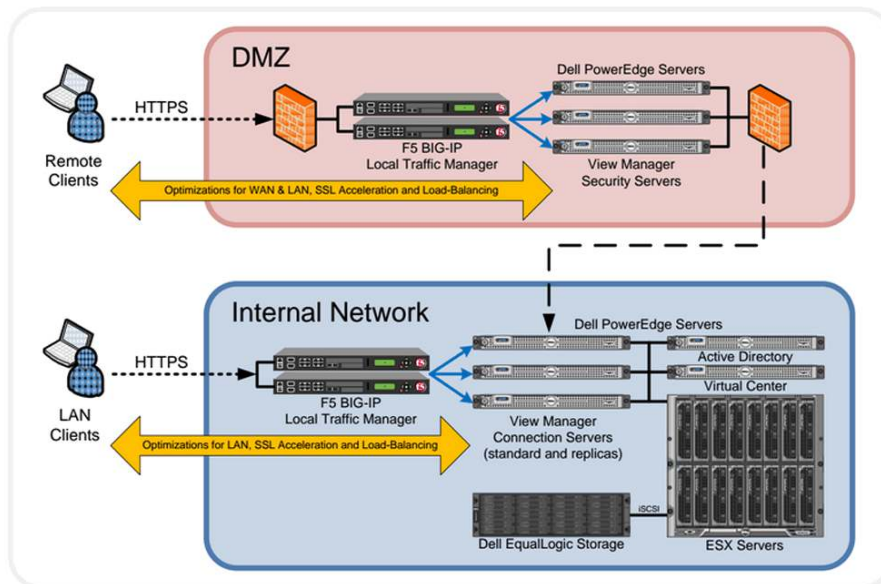 DMZ
Dell PowerEdge Servers
HTTPS
F5 BIG-IP
Local Traffic Manager
View Manager
Security Servers
Remote
Clients
Optimizations for WAN & LAN, SSL Acceleration and Load-Balancing
Internal Network
Dell PowerEdge Servers
HTTPS
Active Directory
Virtual Center
F5 BIG-IP
Local Traffic Manager
LAN
Clients
View Manager
Connection Servers
(standard and replicas)
Optimizations for LAN, SSL Acceleration and Load-Balancing
iSCSI
Dell EqualLogic Storage
ESX Servers